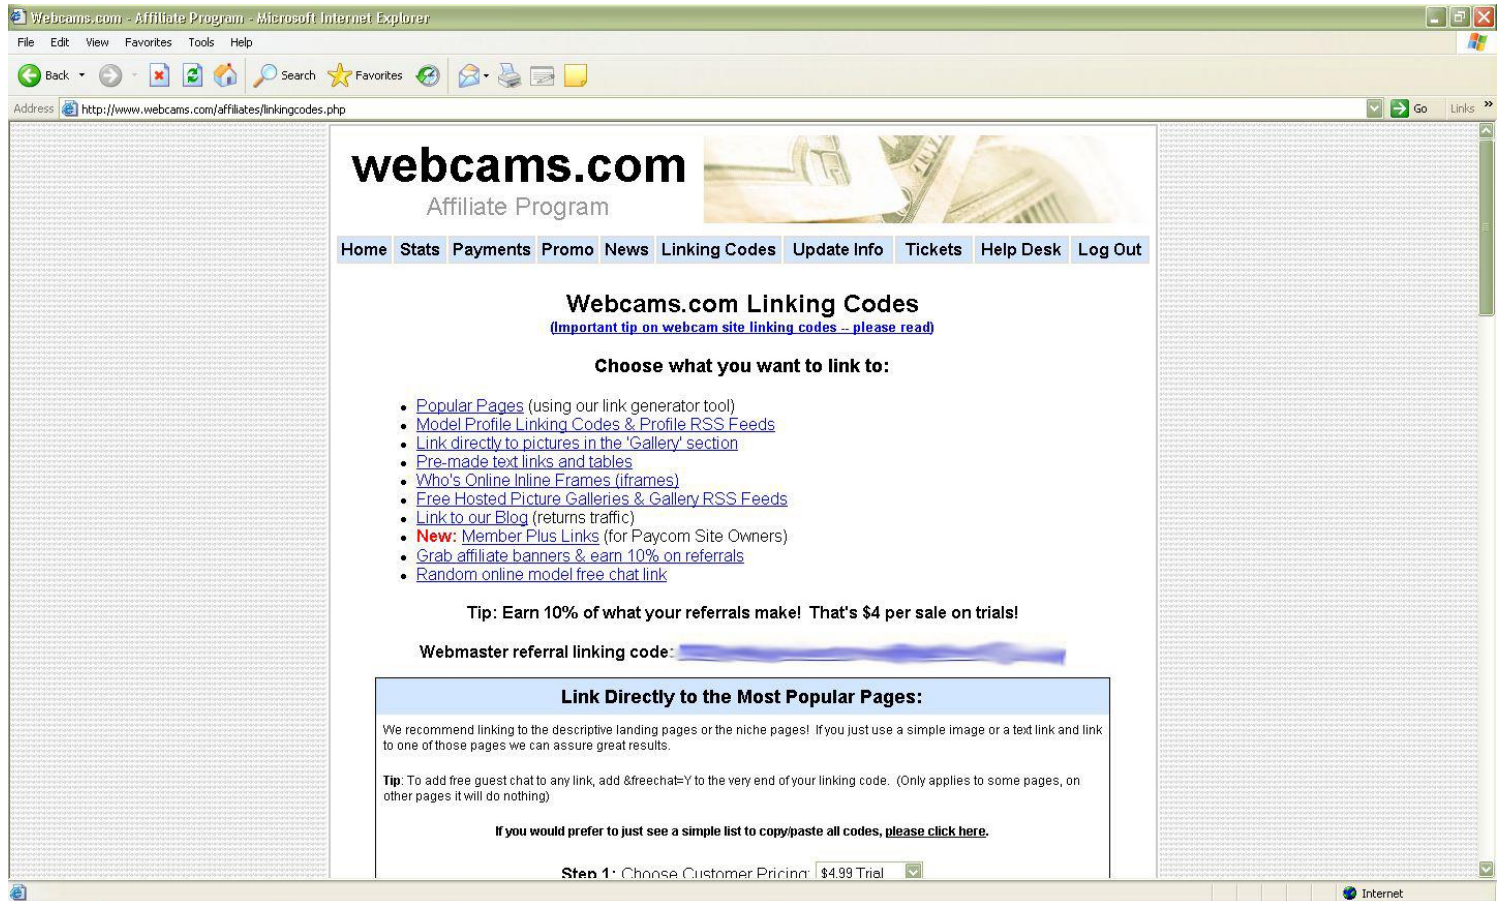 Webcams.com - Affiliate Program - Microsoft Internet Explorer
File Edit View Favorites Tools Help
Back Search Favorites
Address http://www.webcams.com/affiliates/linkingcodes.php Go Links »
webcams.com
Affiliate Program
Home Stats Payments Promo News Linking Codes Update Info Tickets Help Desk Log Out
Webcams.com Linking Codes
(Important tip on webcam site linking codes -- please read)
Choose what you want to link to:
• Popular Pages (using our link generator tool)
• Model Profile Linking Codes & Profile RSS Feeds
• Link directly to pictures in the 'Gallery' section
• Pre-made text links and tables
• Who's Online Inline Frames (iframes)
• Free Hosted Picture Galleries & Gallery RSS Feeds
• Link to our Blog (returns traffic)
• New: Member Plus Links (for Paycom Site Owners)
• Grab affiliate banners & earn 10% on referrals
• Random online model free chat link
Tip: Earn 10% of what your referrals make! That's $4 per sale on trials!
Webmaster referral linking code:
Link Directly to the Most Popular Pages:
We recommend linking to the descriptive landing pages or the niche pages! If you just use a simple image or a text link and link
to one of those pages we can assure great results.
Tip: To add free guest chat to any link, add &freechat=Y to the very end of your linking code. (Only applies to some pages, on
other pages it will do nothing)
If you would prefer to just see a simple list to copy/paste all codes, please click here.
Step 1: Choose Customer Pricing: $4.99 Trial
Internet